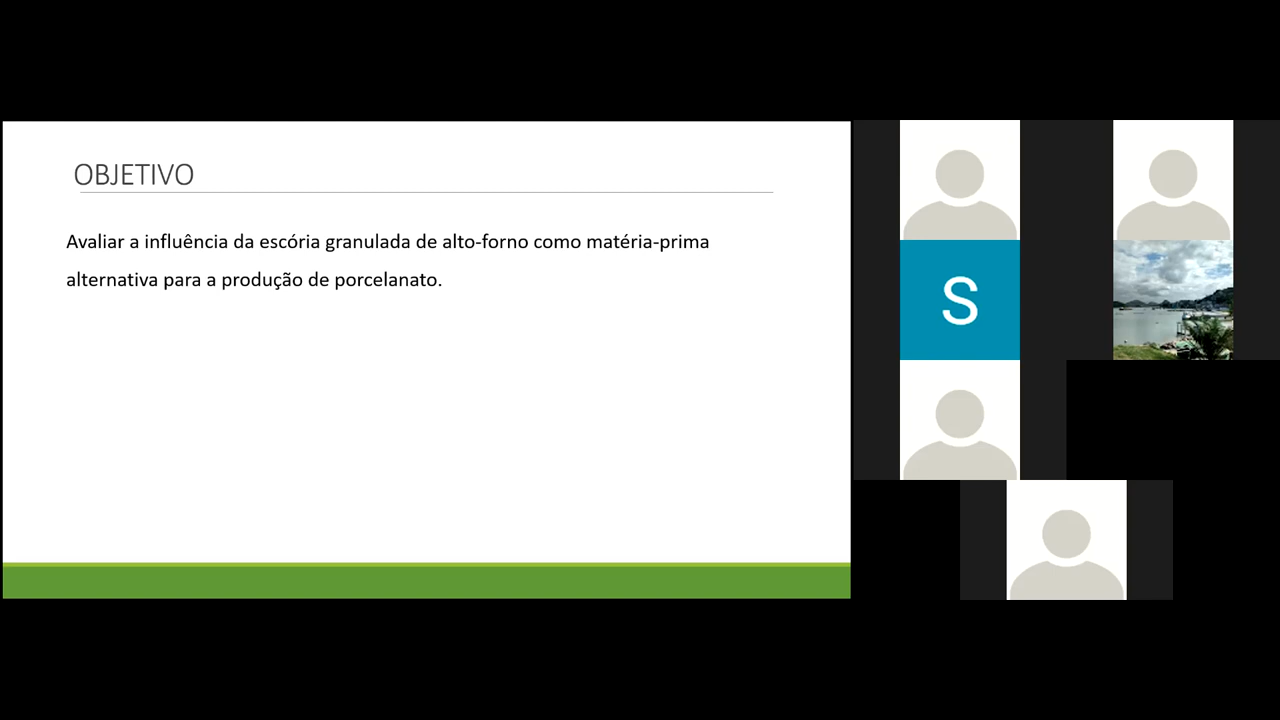 OBJETIVO
Avaliar a influência da escória granulada de alto-forno como matéria-prima
alternativa para a produção de porcelanato.
S